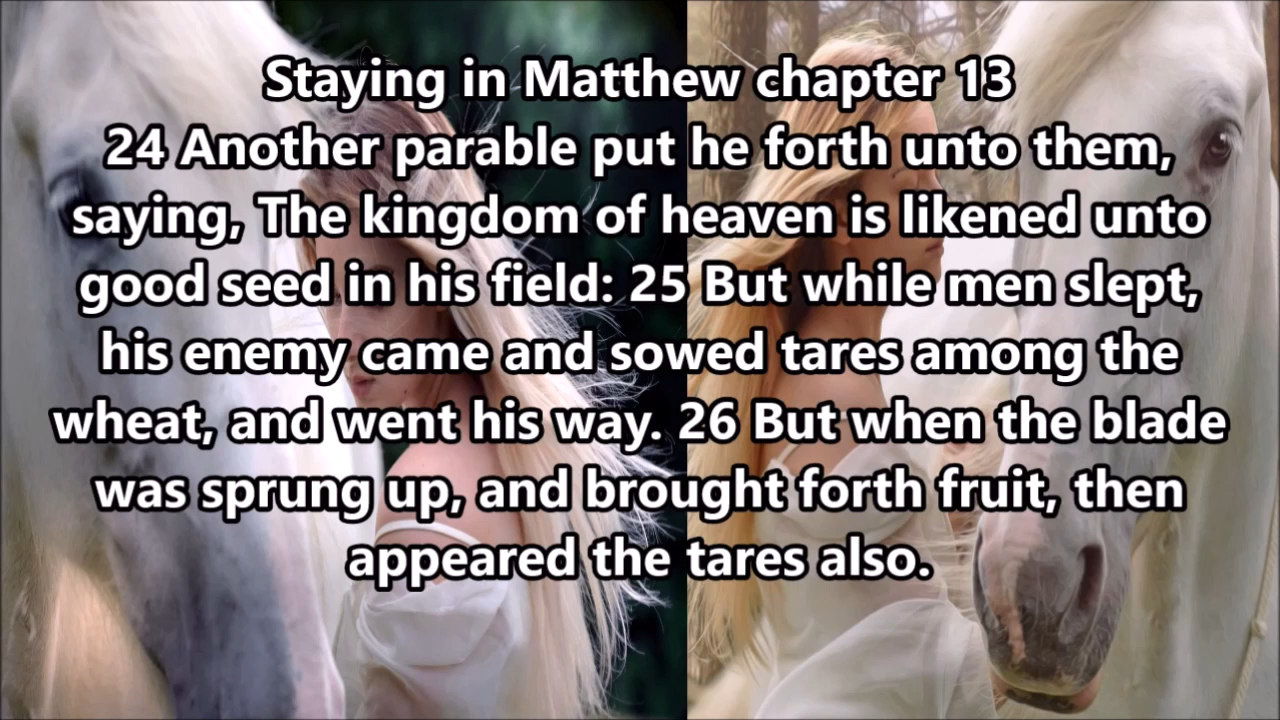 Staying in Matthew chapter 13
24 Another parable put he forth unto them,
saying, The kingdom of heaven is likened unto
good seed in his field: 25 But while men slept,
his enemy came and sowed tares among the
wheat, and went his way. 26 But when the blade
was sprung up, and brought forth fruit, then
appeared the tares also.